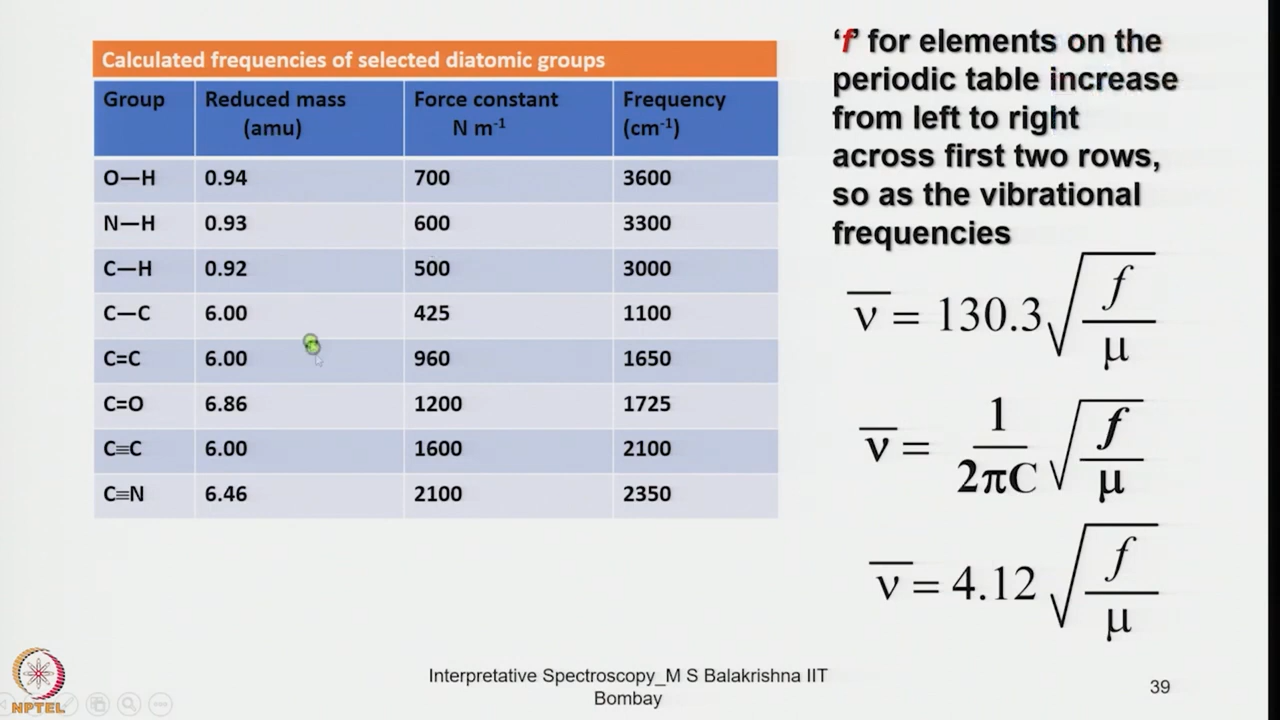 Calculated frequencies of selected diatomic groups
Group Reduced mass (amu) Force constant N m⁻¹ Frequency (cm⁻¹)
O—H 0.94 700 3600
N—H 0.93 600 3300
C—H 0.92 500 3000
C—C 6.00 425 1100
C=C 6.00 960 1650
C=O 6.86 1200 1725
C≡C 6.00 1600 2100
C≡N 6.46 2100 2350
‘f’ for elements on the
periodic table increase
from left to right
across first two rows,
so as the vibrational
frequencies
ν̅ = 130.3√(f/μ)
ν̅ = 1/(2πC) √(f/μ)
ν̅ = 4.12√(f/μ)
Interpretative Spectroscopy_M S Balakrishna IIT
Bombay
39
NPTEL